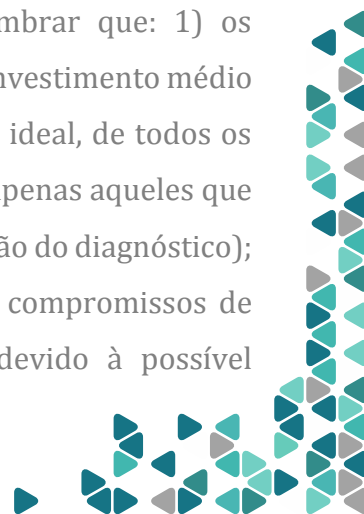 mbrar que: 1) os
nvestimento médio
ideal, de todos os
apenas aqueles que
ão do diagnóstico);
compromissos de
devido à possível